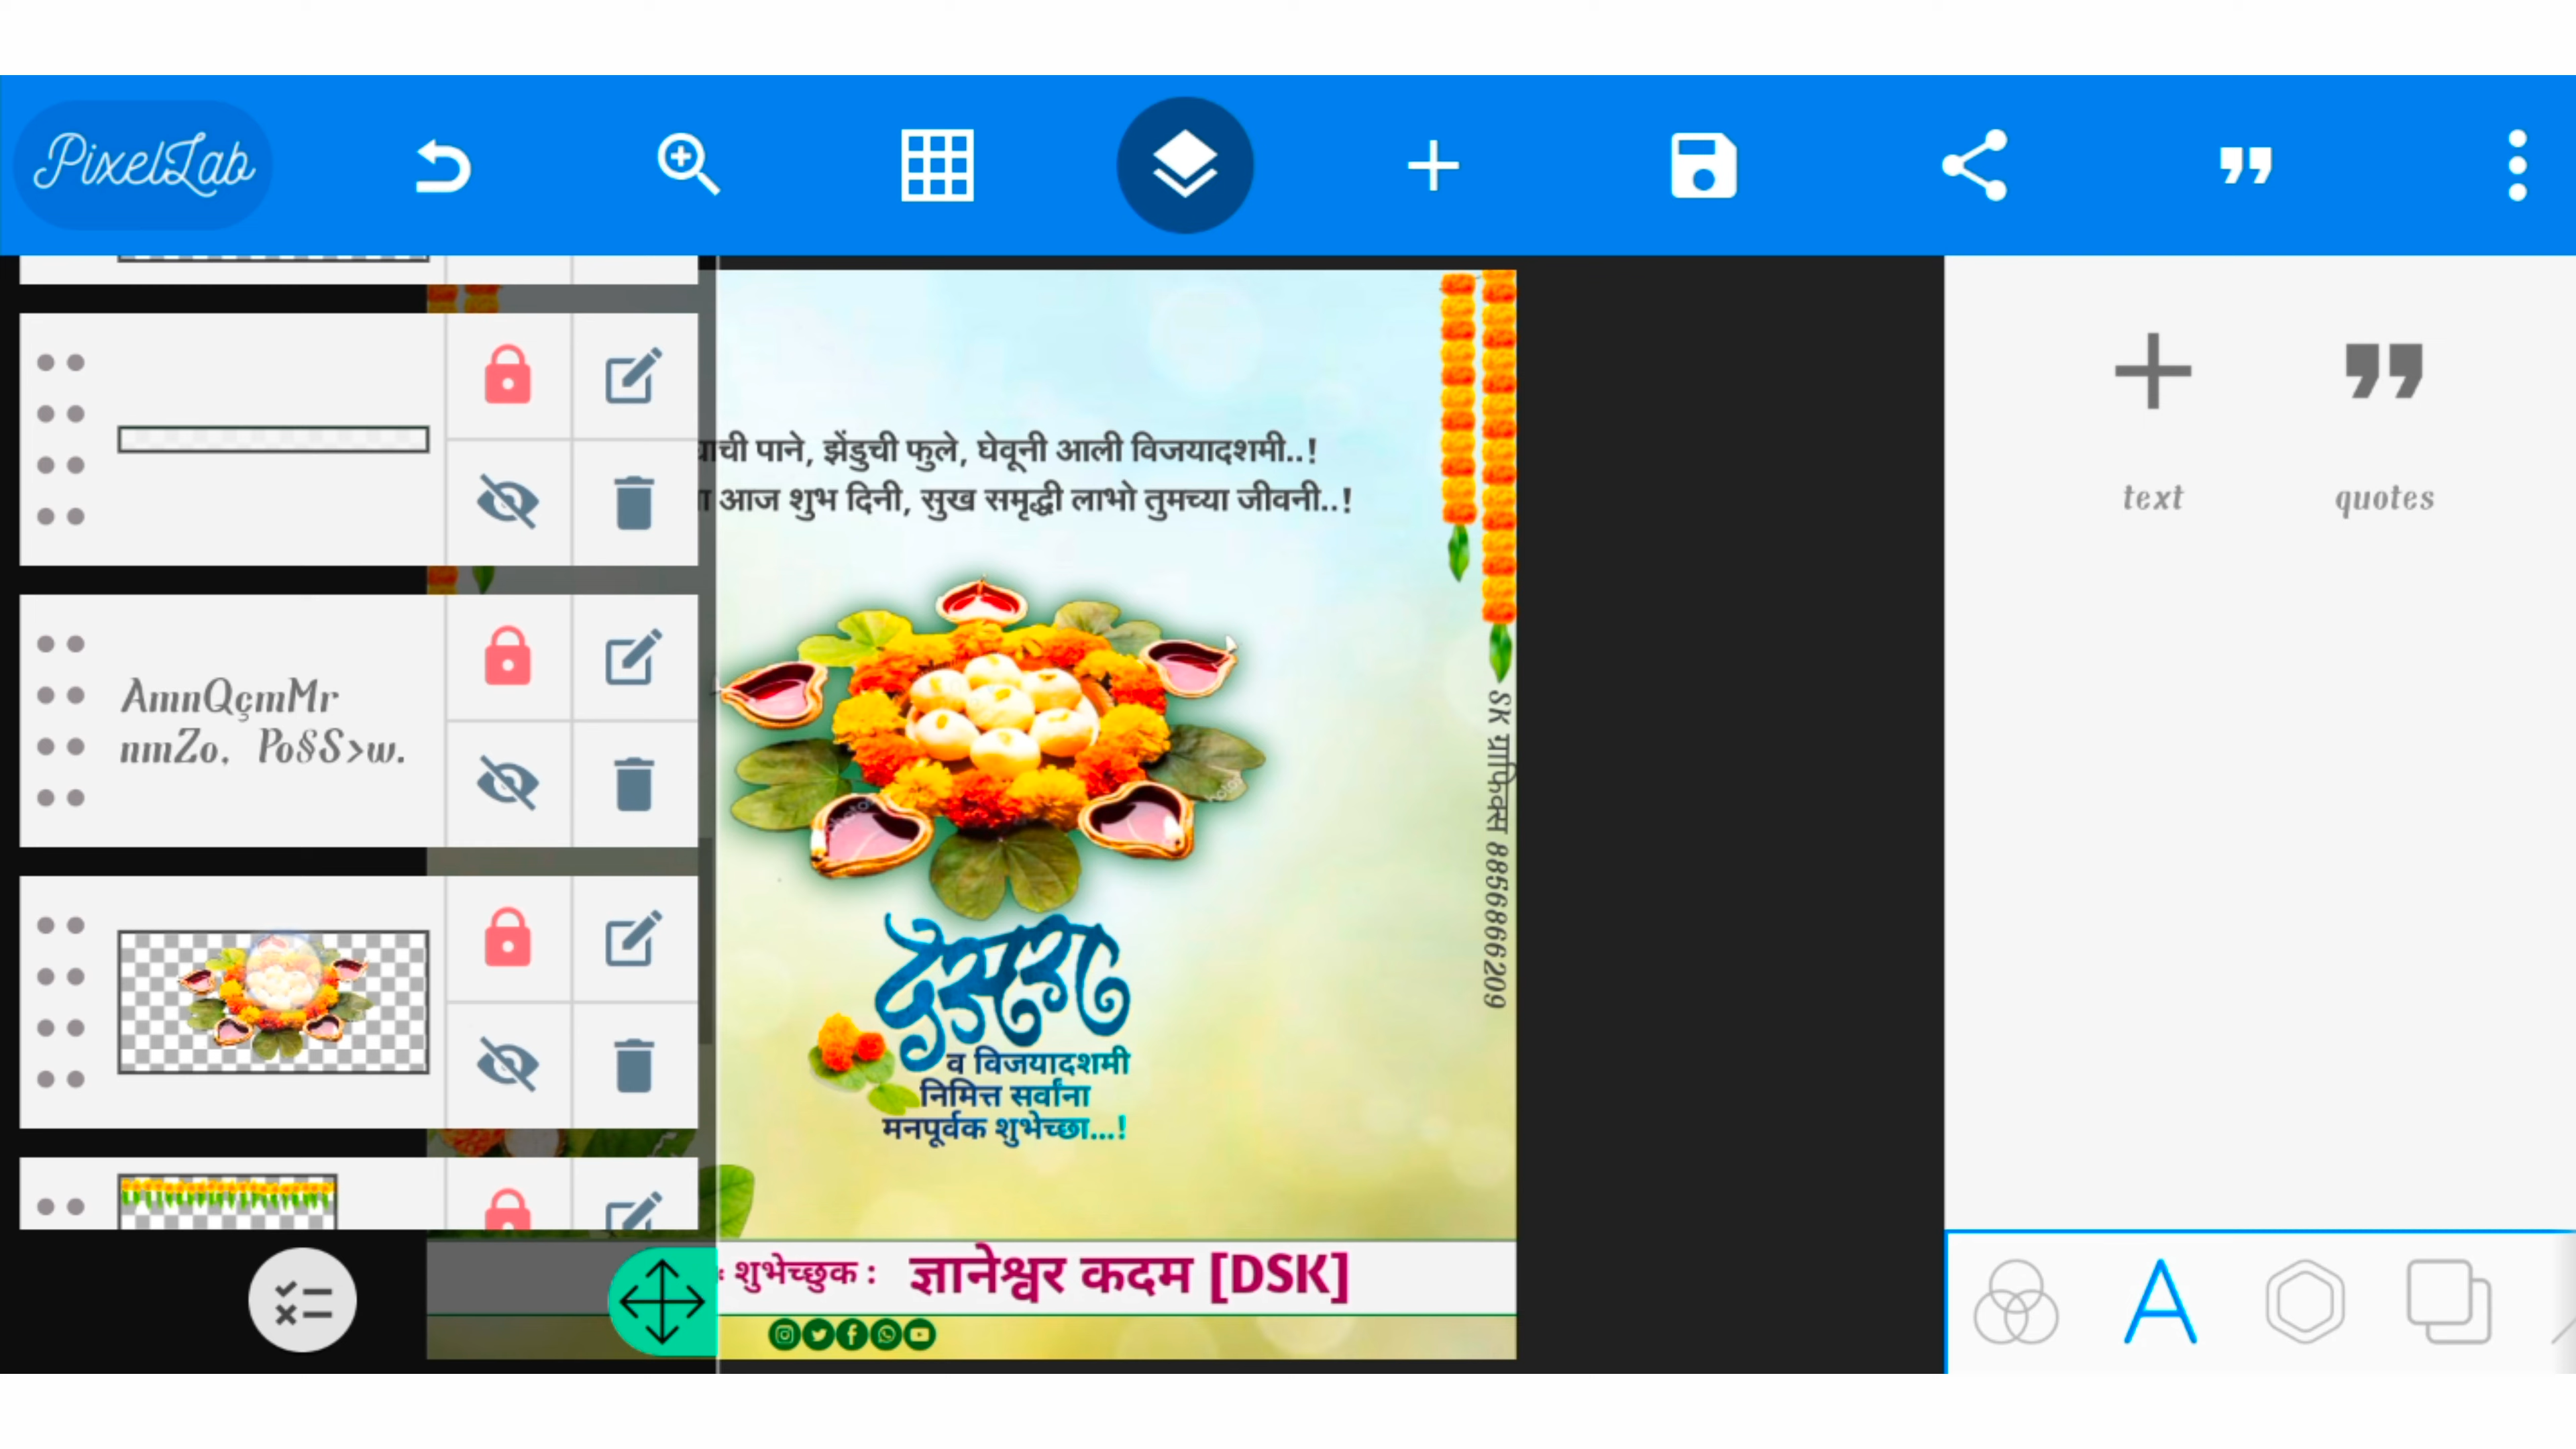 PixelLab
पाने, झेंडुची फुले, घेवूनी आली विजयादशमी..!
आज शुभ दिनी, सुख समृद्धी लाभो तुमच्या जीवनी..!
text
quotes
AmnQçmMr
nmZo, Po§S>w.
SK ग्राफिक्स 8856866209
दसरा
व विजयादशमी
निमित्त सर्वांना
मनपूर्वक शुभेच्छा...!
शुभेच्छुक : ज्ञानेश्वर कदम [DSK]